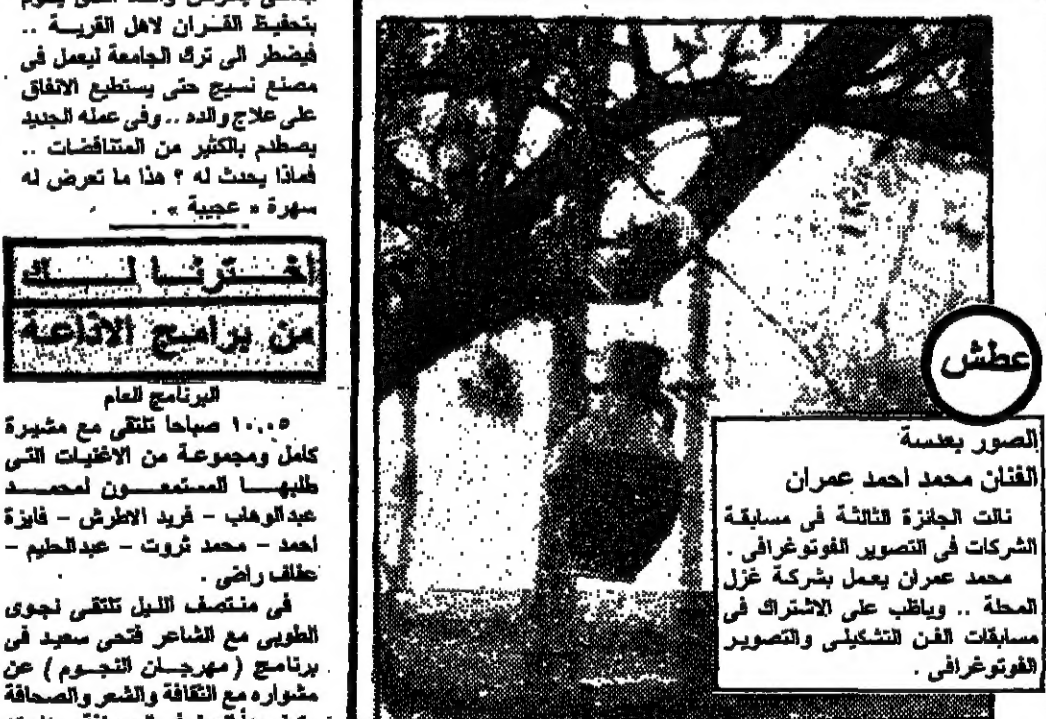 بتحفيظ القران لاهل القرية ..
فيضطر الى ترك الجامعة ليعمل فى
مصنع نسيج حتى يستطيع الانفاق
على علاج والده .. وفى عمله الجديد
يصطدم بالكثير من المتناقضات ..
فماذا يحدث له ؟ هذا ما تعرض له
سهرة « عجيبة » .
اخترنا لك
من برامج الاذاعة
البرنامج العام
١٠,٠٥ صباحا تلتقى مع مشيرة
كامل ومجموعة من الاغنيات التى
طلبها المستمعون لمحمد
عبدالوهاب - فريد الاطرش - فايزة
احمد - محمد ثروت - عبدالحليم -
عفاف راضى .
فى منتصف الليل تلتقى نجوى
الطوبى مع الشاعر فتحى سعيد فى
برنامج ( مهرجان النجوم ) عن
مشواره مع الثقافة والشعر والصحافة
عطش
الصور بعدسة
الفنان محمد احمد عمران
نالت الجائزة الثالثة فى مسابقة
الشركات فى التصوير الفوتوغرافى .
محمد عمران يعمل بشركة غزل
المحلة .. ويواظب على الاشتراك فى
مسابقات الفن التشكيلى والتصوير
الفوتوغرافى .